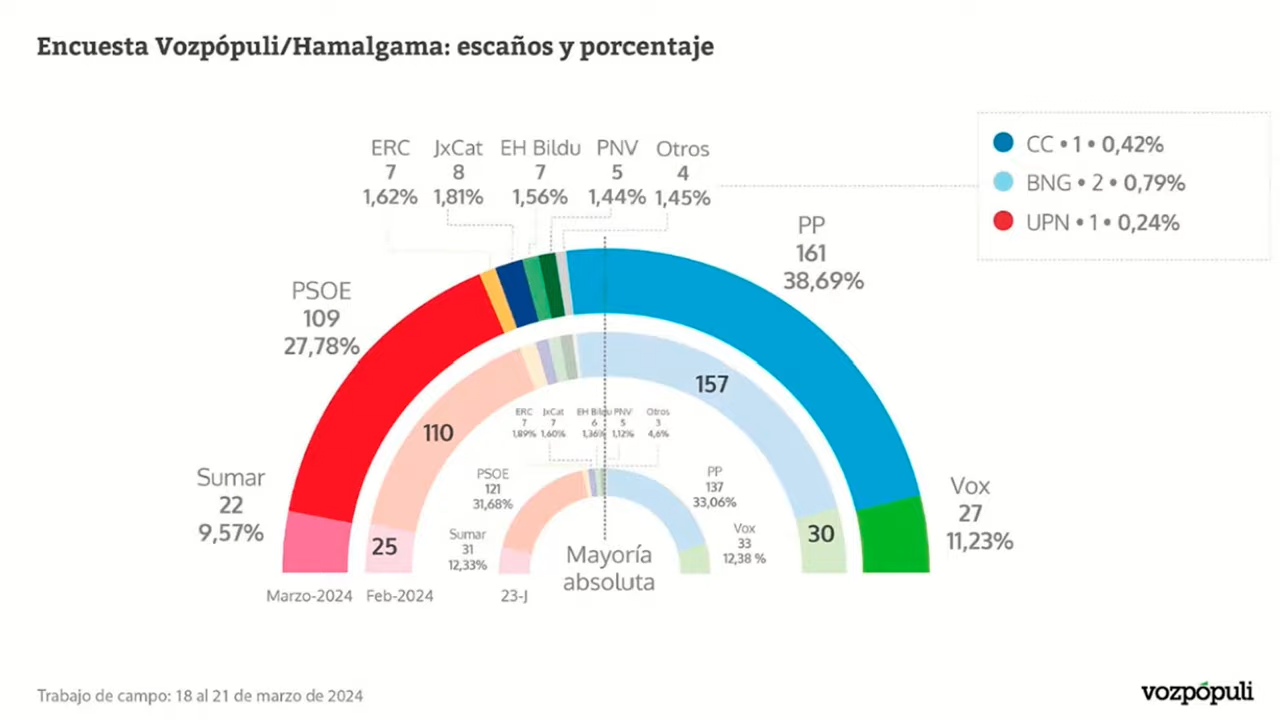 Encuesta Vozpópuli/Hamalgama: escaños y porcentaje
ERC
7
1,62%
JxCat
8
1,81%
EH Bildu
7
1,56%
PNV
5
1,44%
Otros
4
1,45%
CC • 1 • 0,42%
BNG • 2 • 0,79%
UPN • 1 • 0,24%
PP
161
38,69%
PSOE
109
27,78%
Sumar
22
9,57%
Vox
27
11,23%
157
110
25
30
ERC
7
1,89%
JxCat
7
1,60%
EH Bildu
6
1,36%
PNV
5
1,12%
Otros
3
4,6%
PSOE
121
31,68%
PP
137
33,06%
Sumar
31
12,33%
Vox
33
12,38 %
Mayoría
absoluta
Marzo-2024
Feb-2024
23-J
Trabajo de campo: 18 al 21 de marzo de 2024
vozpópuli